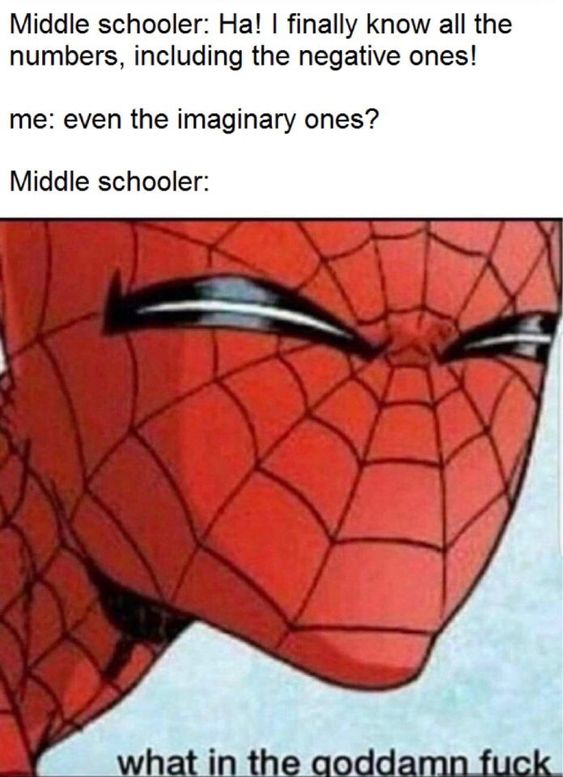 Middle schooler: Ha! I finally know all the
numbers, including the negative ones!
me: even the imaginary ones?
Middle schooler:
what in the goddamn fuck